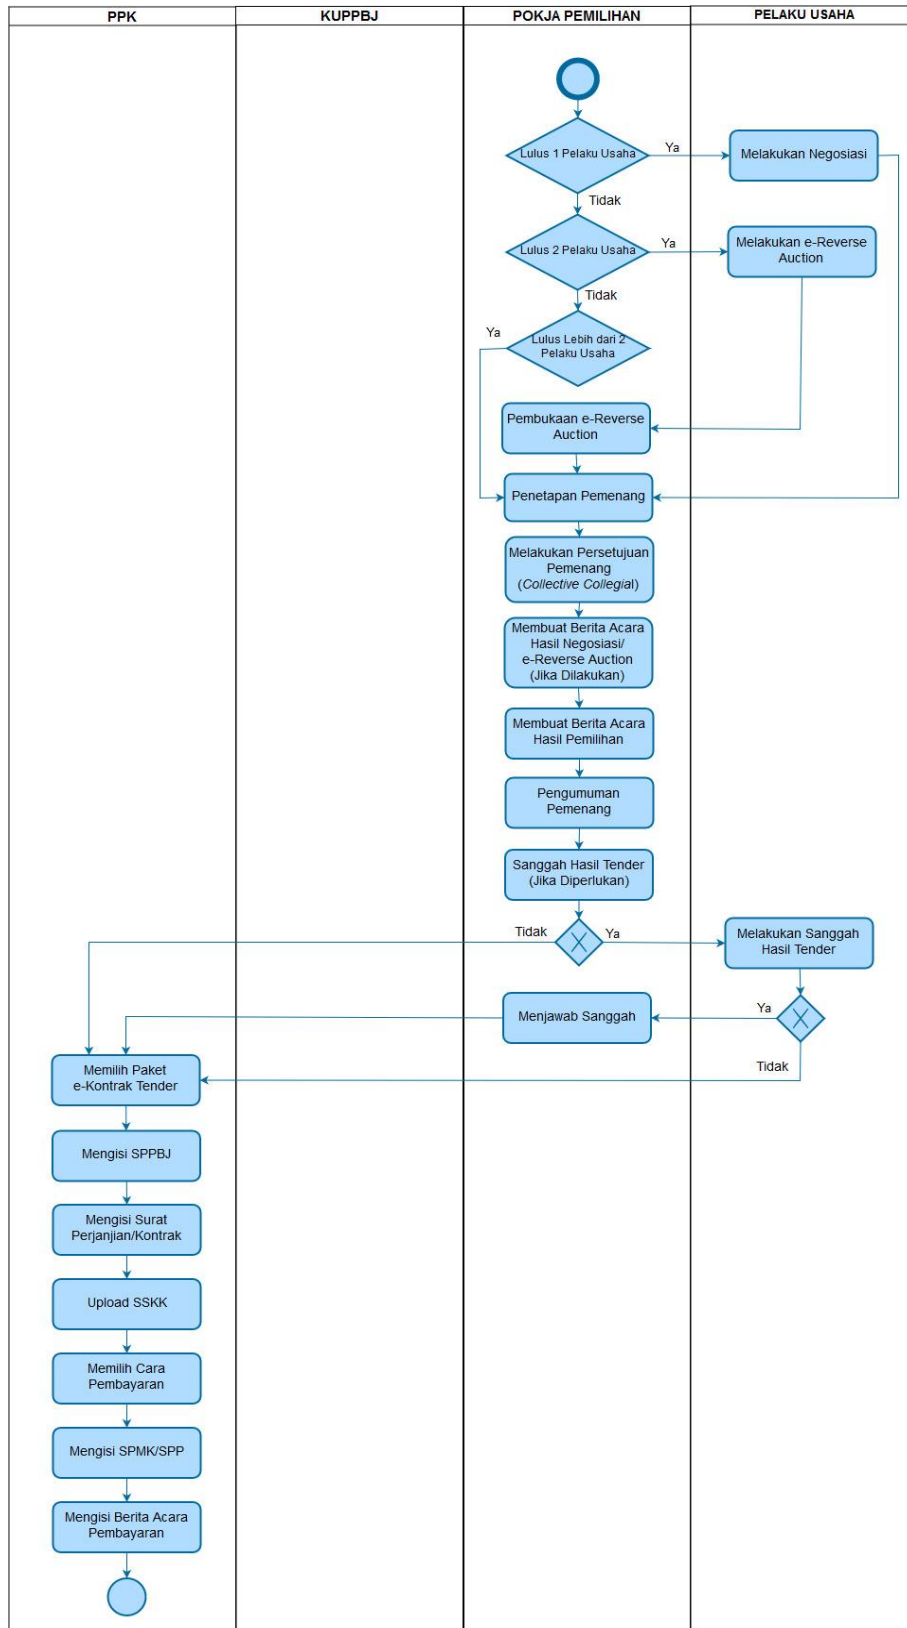 PPK
KUPPBJ
POKJA PEMILIHAN
PELAKU USAHA
Lulus 1 Pelaku Usaha
Ya
Melakukan Negosiasi
Tidak
Lulus 2 Pelaku Usaha
Ya
Melakukan e-Reverse
Auction
Tidak
Ya
Lulus Lebih dari 2
Pelaku Usaha
Pembukaan e-Reverse
Auction
Penetapan Pemenang
Melakukan Persetujuan
Pemenang
(Collective Collegial)
Membuat Berita Acara
Hasil Negosiasi/
e-Reverse Auction
(Jika Dilakukan)
Membuat Berita Acara
Hasil Pemilihan
Pengumuman
Pemenang
Sanggah Hasil Tender
(Jika Diperlukan)
Tidak
X
Ya
Melakukan Sanggah
Hasil Tender
Menjawab Sanggah
Ya
X
Tidak
Memilih Paket
e-Kontrak Tender
Mengisi SPPBJ
Mengisi Surat
Perjanjian/Kontrak
Upload SSKK
Memilih Cara
Pembayaran
Mengisi SPMK/SPP
Mengisi Berita Acara
Pembayaran